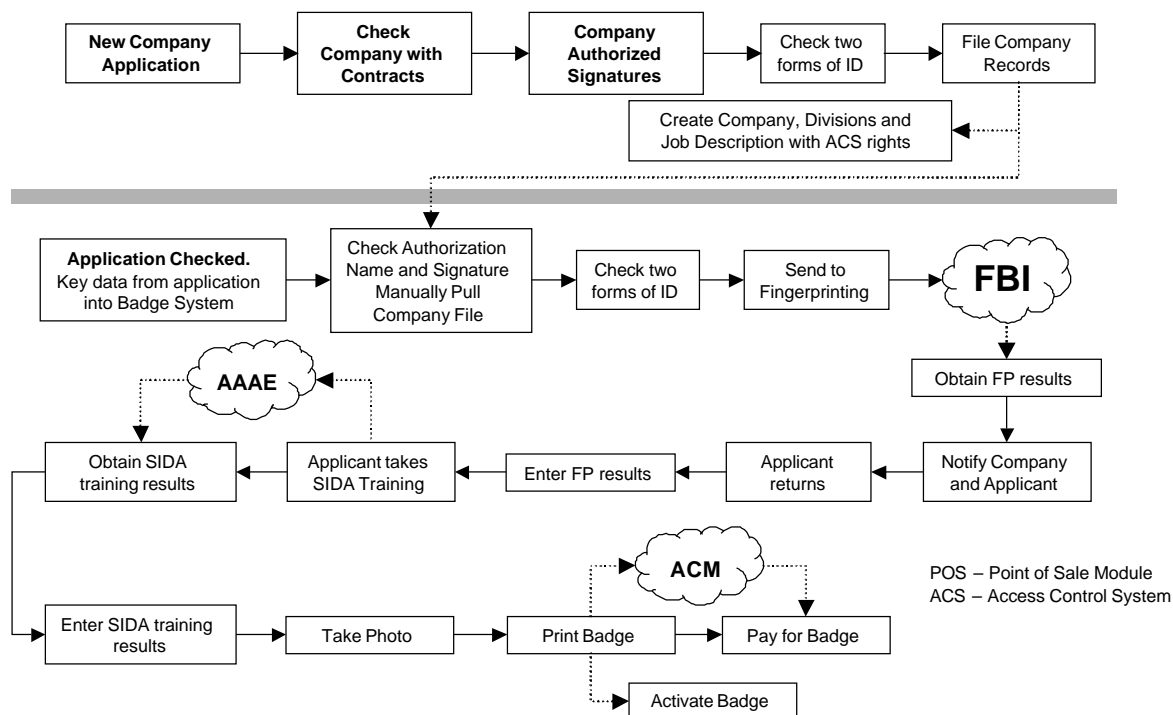 New Company
Application
Check
Company with
Contracts
Company
Authorized
Signatures
Check two
forms of ID
File Company
Records
Create Company, Divisions and
Job Description with ACS rights
Application Checked.
Key data from application
into Badge System
Check Authorization
Name and Signature
Manually Pull
Company File
Check two
forms of ID
Send to
Fingerprinting
FBI
Obtain FP results
AAAE
Obtain SIDA
training results
Applicant takes
SIDA Training
Enter FP results
Applicant
returns
Notify Company
and Applicant
ACM
POS – Point of Sale Module
ACS – Access Control System
Enter SIDA training
results
Take Photo
Print Badge
Pay for Badge
Activate Badge